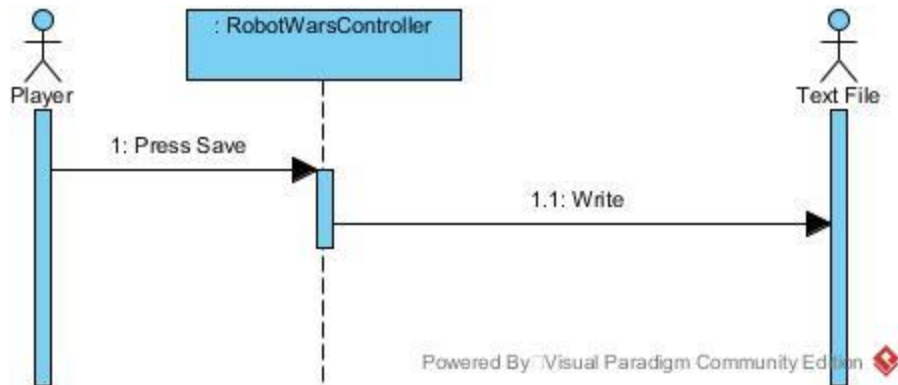 : RobotWarsController
Player
Text File
1: Press Save
1.1: Write
Powered By Visual Paradigm Community Edition